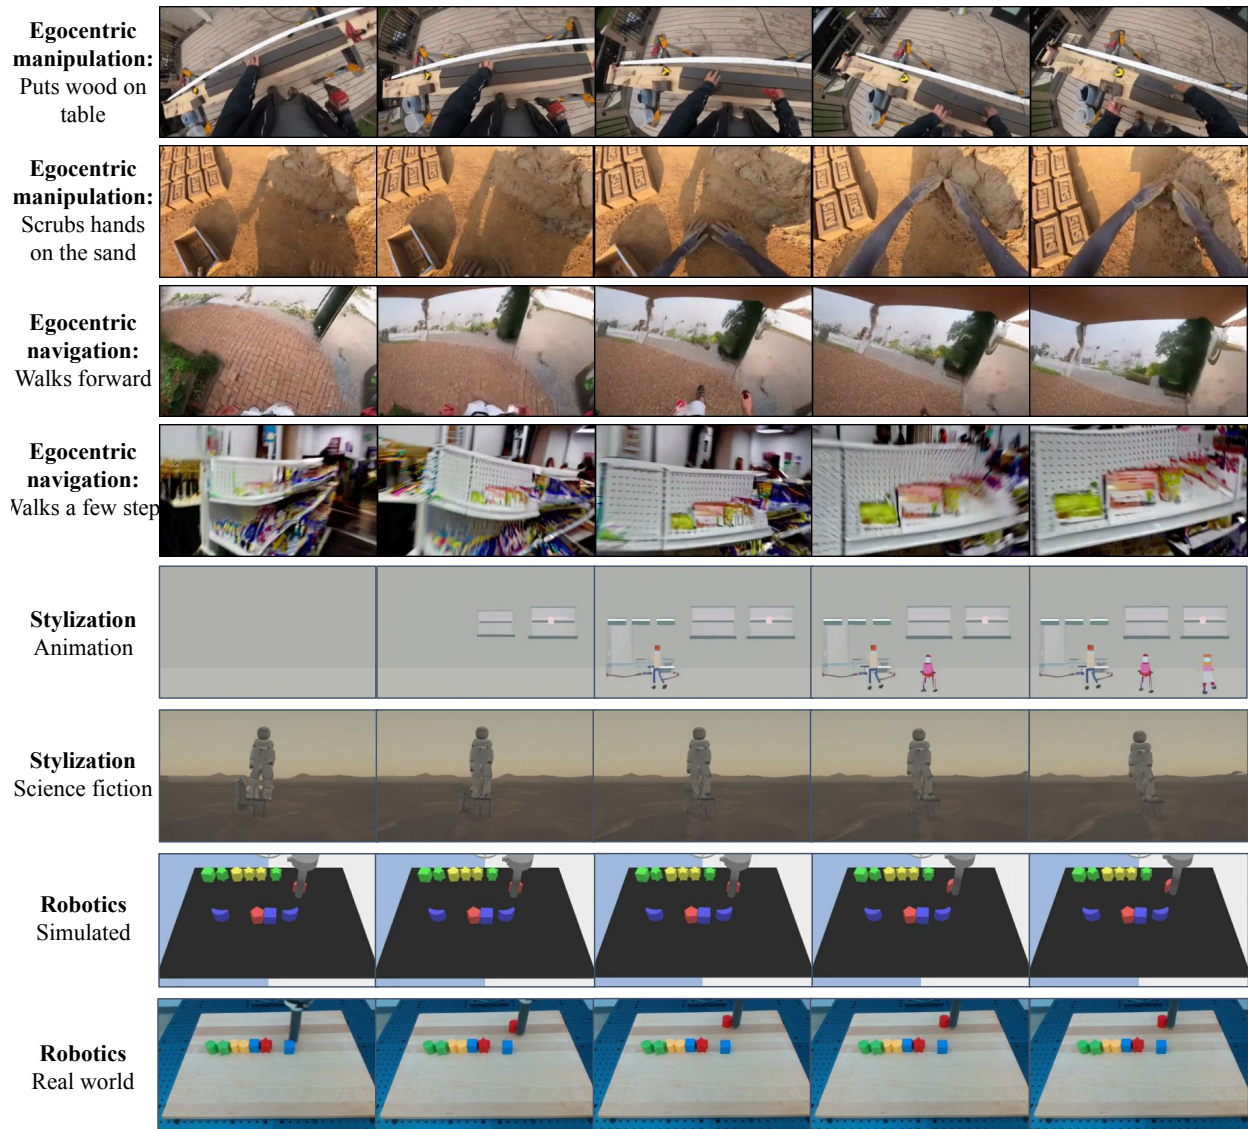 Egocentric
manipulation:
Puts wood on
table
Egocentric
manipulation:
Scrubs hands
on the sand
Egocentric
navigation:
Walks forward
Egocentric
navigation:
Walks a few step
Stylization
Animation
Stylization
Science fiction
Robotics
Simulated
Robotics
Real world